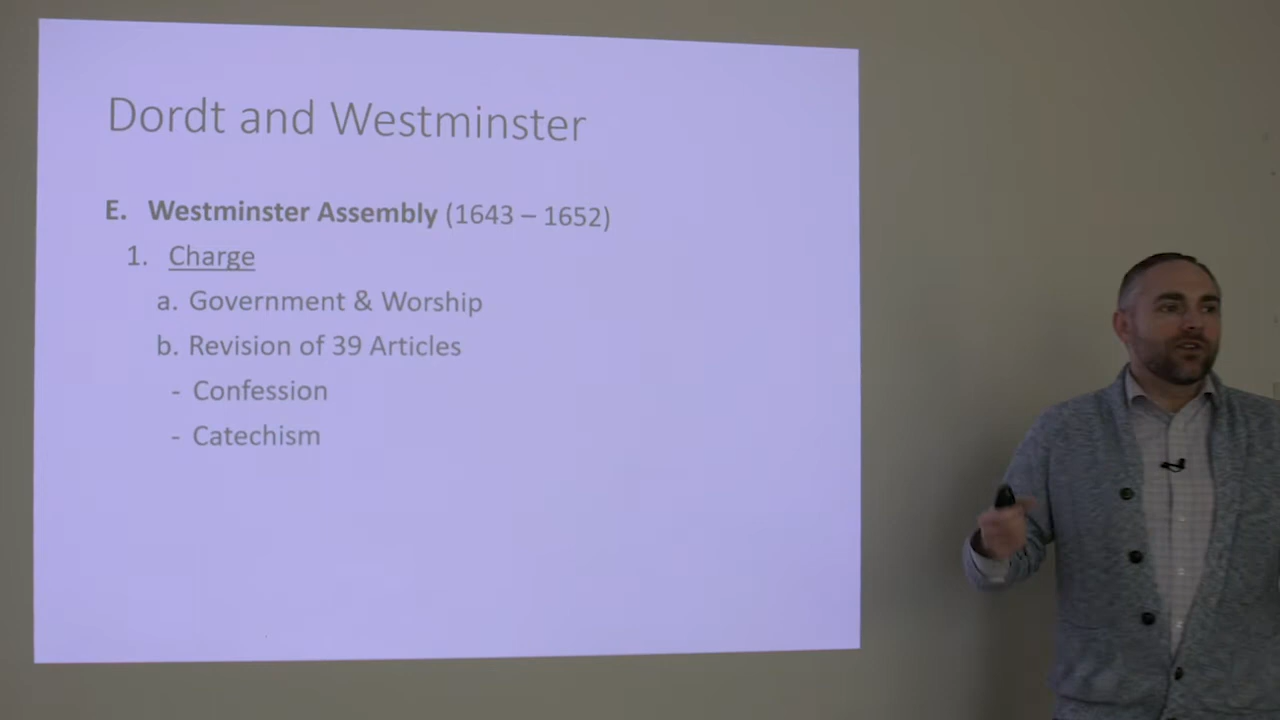 Dordt and Westminster
E. Westminster Assembly (1643 – 1652)
1. Charge
a. Government & Worship
b. Revision of 39 Articles
- Confession
- Catechism